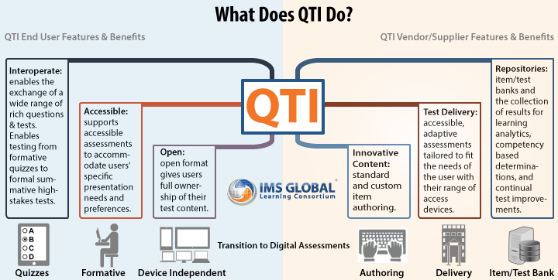 What Does QTI Do?
QTI End User Features & Benefits
QTI Vendor/Supplier Features & Benefits
Interoperate:
enables the
exchange of a
wide range of
rich questions
& tests.
Enables
testing from
formative
quizzes to
formal sum-
mative high-
stakes tests.
Accessible:
supports
accessible
assessments
to accommo-
date users'
specific
presentation
needs and
preferences.
Open:
open format
gives users
full owner-
ship of their
test content.
QTI
IMS GLOBAL
Learning Consortium
Innovative
Content:
standard and
custom
item
authoring.
Test Delivery:
accessible,
adaptive
assessments
tailored to fit
the needs of
the user with
their range of
access
devices.
Repositories:
item/test
banks and
the collection
of results for
learning
analytics,
competency
based
determina-
tions, and
continual
test improve-
ments.
A
B
C
D
Transition to Digital Assessments
Quizzes
Formative
Device Independent
Authoring
Delivery
Item/Test Bank